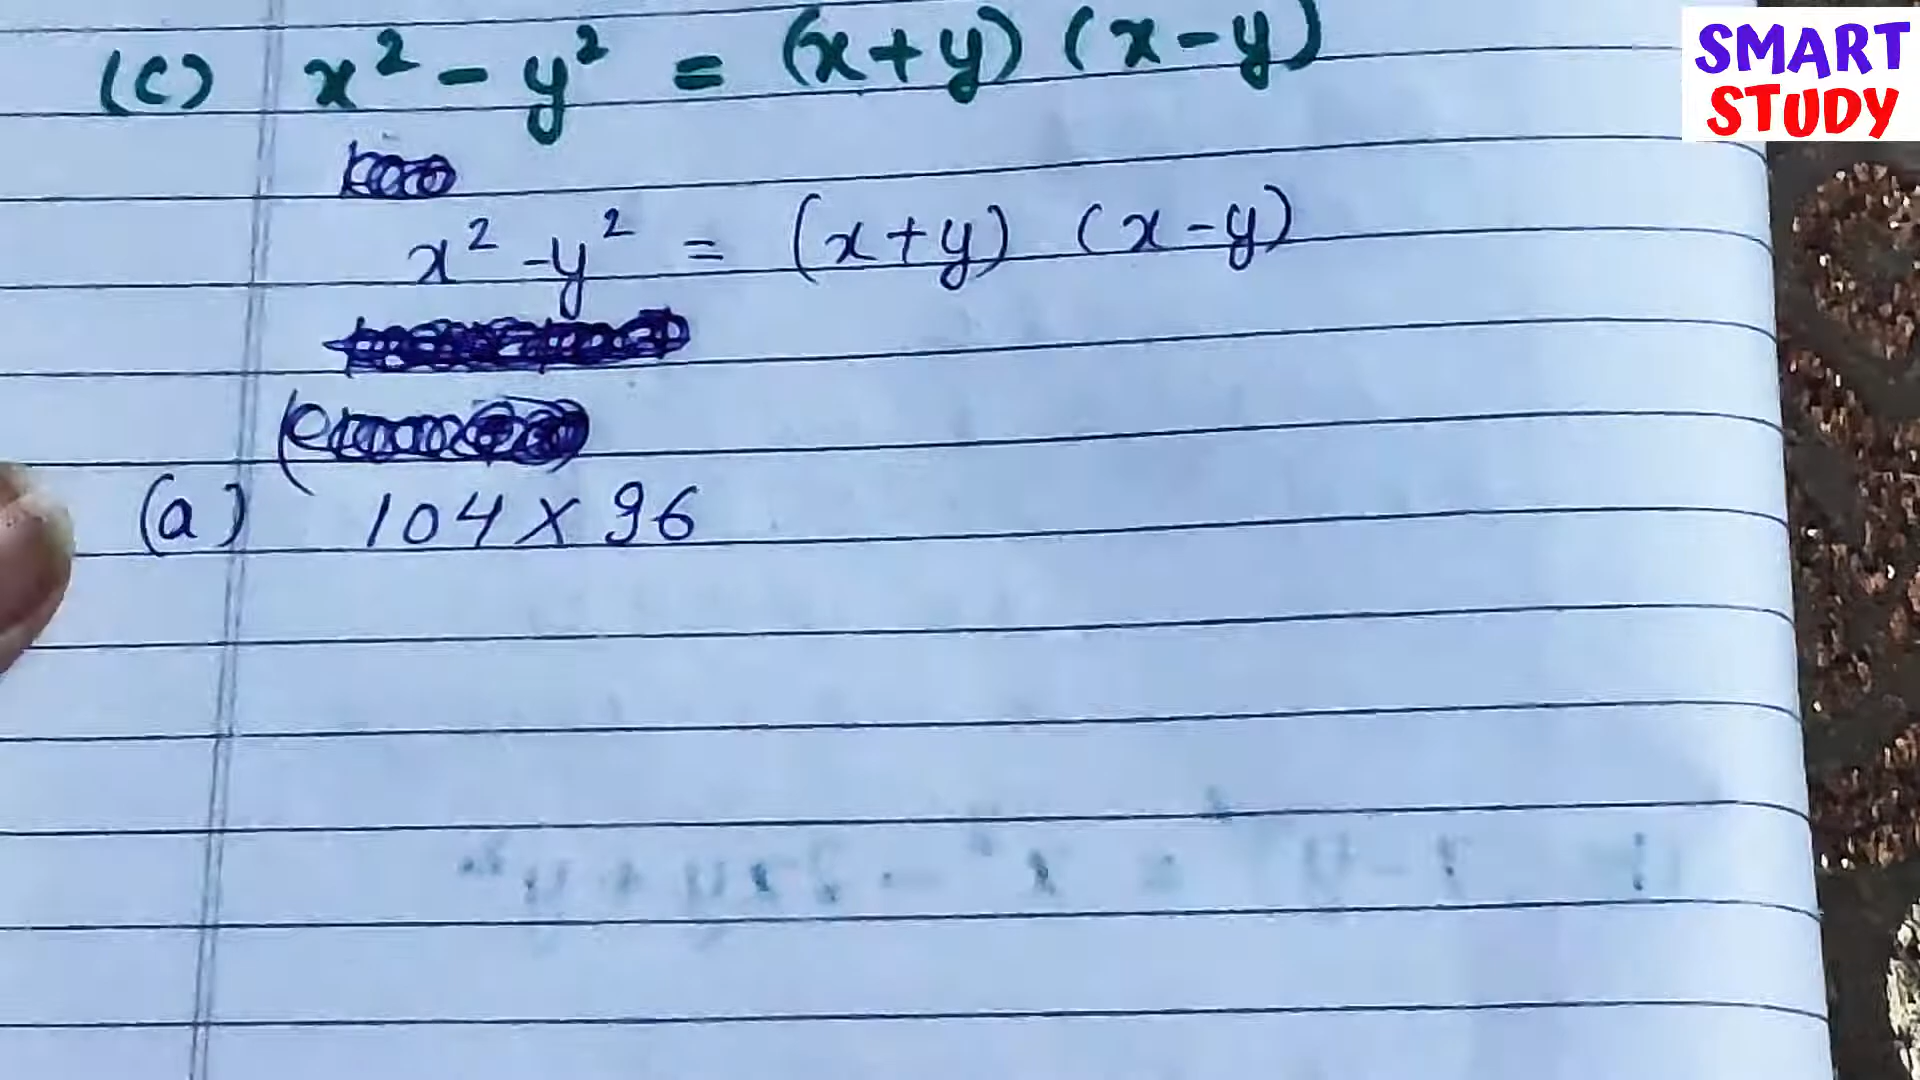 (C) x² - y² = (x+y) (x-y)
SMART
STUDY
x² -y² = (x+y) (x-y)
(a) 104 x 96